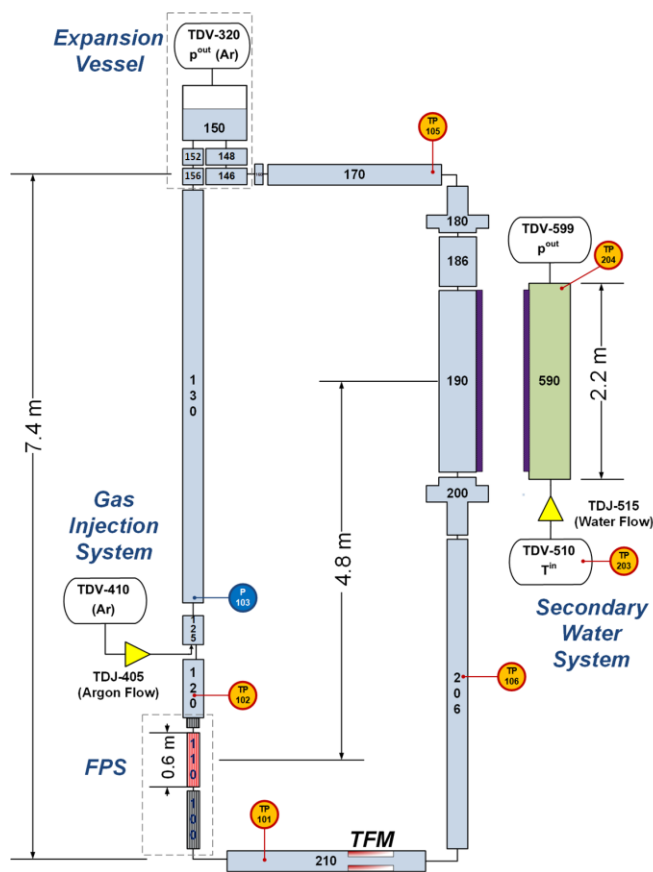 Expansion
Vessel
TDV-320
pout (Ar)
150
152
148
156
146
170
TP
105
180
186
TDV-599
pout
TP
204
190
590
2.2 m
130
7.4 m
4.8 m
200
TDJ-515
(Water Flow)
TDV-510
Tin
TP
203
Secondary
Water
System
Gas
Injection
System
TDV-410
(Ar)
TDJ-405
(Argon Flow)
P
103
125
120
TP
102
206
TP
106
FPS
0.6 m
110
100
TP
101
TFM
210